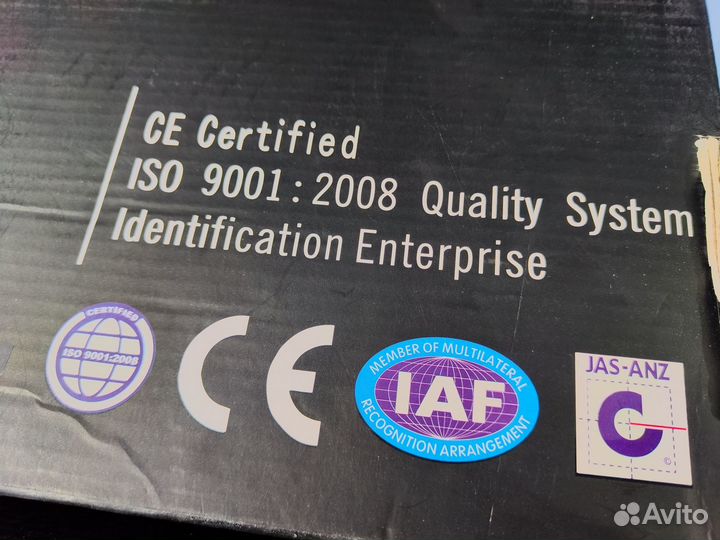 CE Certified
ISO 9001:2008 Quality System
Identification Enterprise
CERTIFIED
ISO 9001:2008
CE
MEMBER OF MULTILATERAL
IAF
RECOGNITION ARRANGEMENT
JAS-ANZ
©
Avito